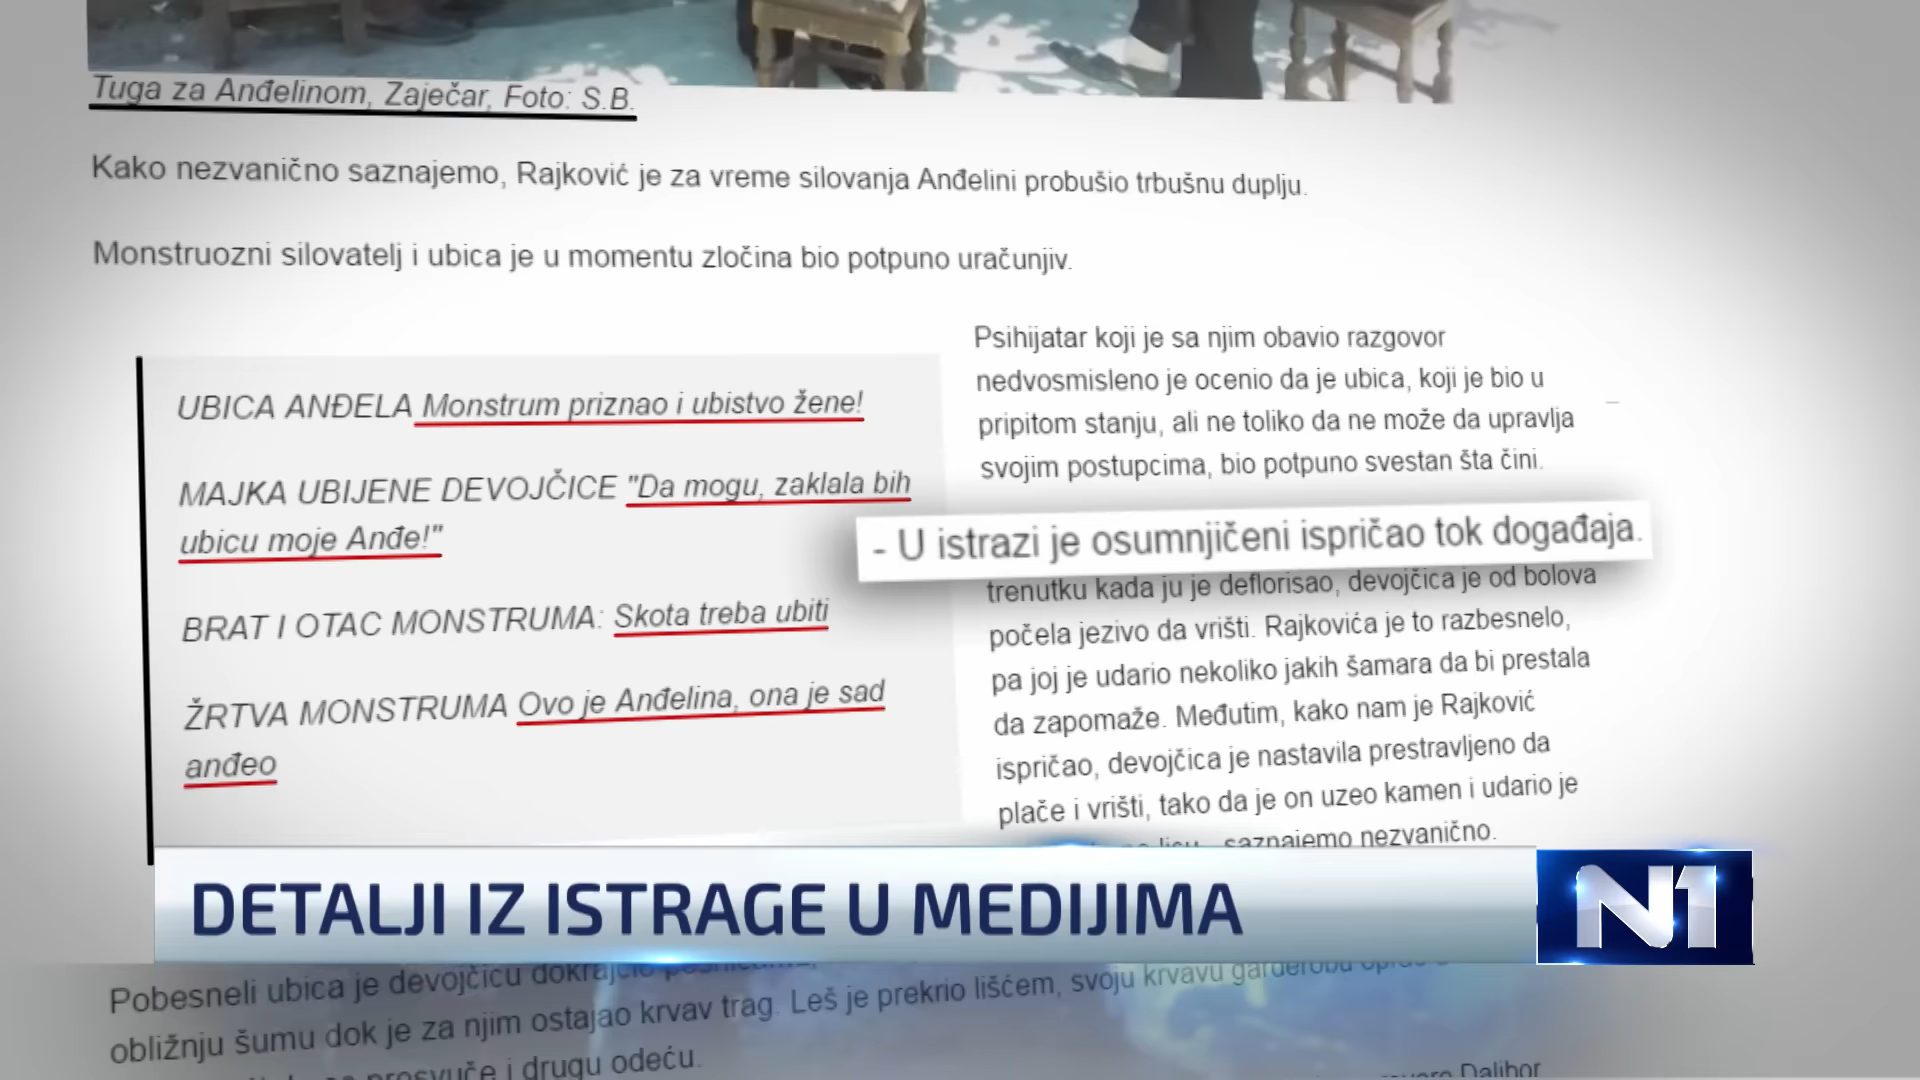 Tuga za Anđelinom, Zaječar, Foto: S.B.
Kako nezvanično saznajemo, Rajković je za vreme silovanja Anđelini probušio trbušnu duplju.
Monstruozni silovatelj i ubica je u momentu zločina bio potpuno uračunjiv.
UBICA ANĐELA Monstrum priznao i ubistvo žene!
MAJKA UBIJENE DEVOJČICE "Da mogu, zaklala bih
ubicu moje Anđe!"
BRAT I OTAC MONSTRUMA: Skota treba ubiti
ŽRTVA MONSTRUMA Ovo je Anđelina, ona je sad
anđeo
Psihijatar koji je sa njim obavio razgovor
nedvosmisleno je ocenio da je ubica, koji je bio u
pripitom stanju, ali ne toliko da ne može da upravlja
svojim postupcima, bio potpuno svestan šta čini.
- U istrazi je osumnjičeni ispričao tok događaja.
trenutku kada ju je deflorisao, devojčica je od bolova
počela jezivo da vrišti. Rajkovića je to razbesnelo,
pa joj je udario nekoliko jakih šamara da bi prestala
da zapomaže. Međutim, kako nam je Rajković
ispričao, devojčica je nastavila prestravljeno da
plače i vrišti, tako da je on uzeo kamen i udario je
saznajemo nezvanično.
DETALJI IZ ISTRAGE U MEDIJIMA
N1
Pobesneli ubica je devojčicu dokrajčio
obližnju šumu dok je za njim ostajao krvav trag. Leš je prekrio lišćem, svoju krvavu garderobu
presvuče i drugu odeću.
Dalibor